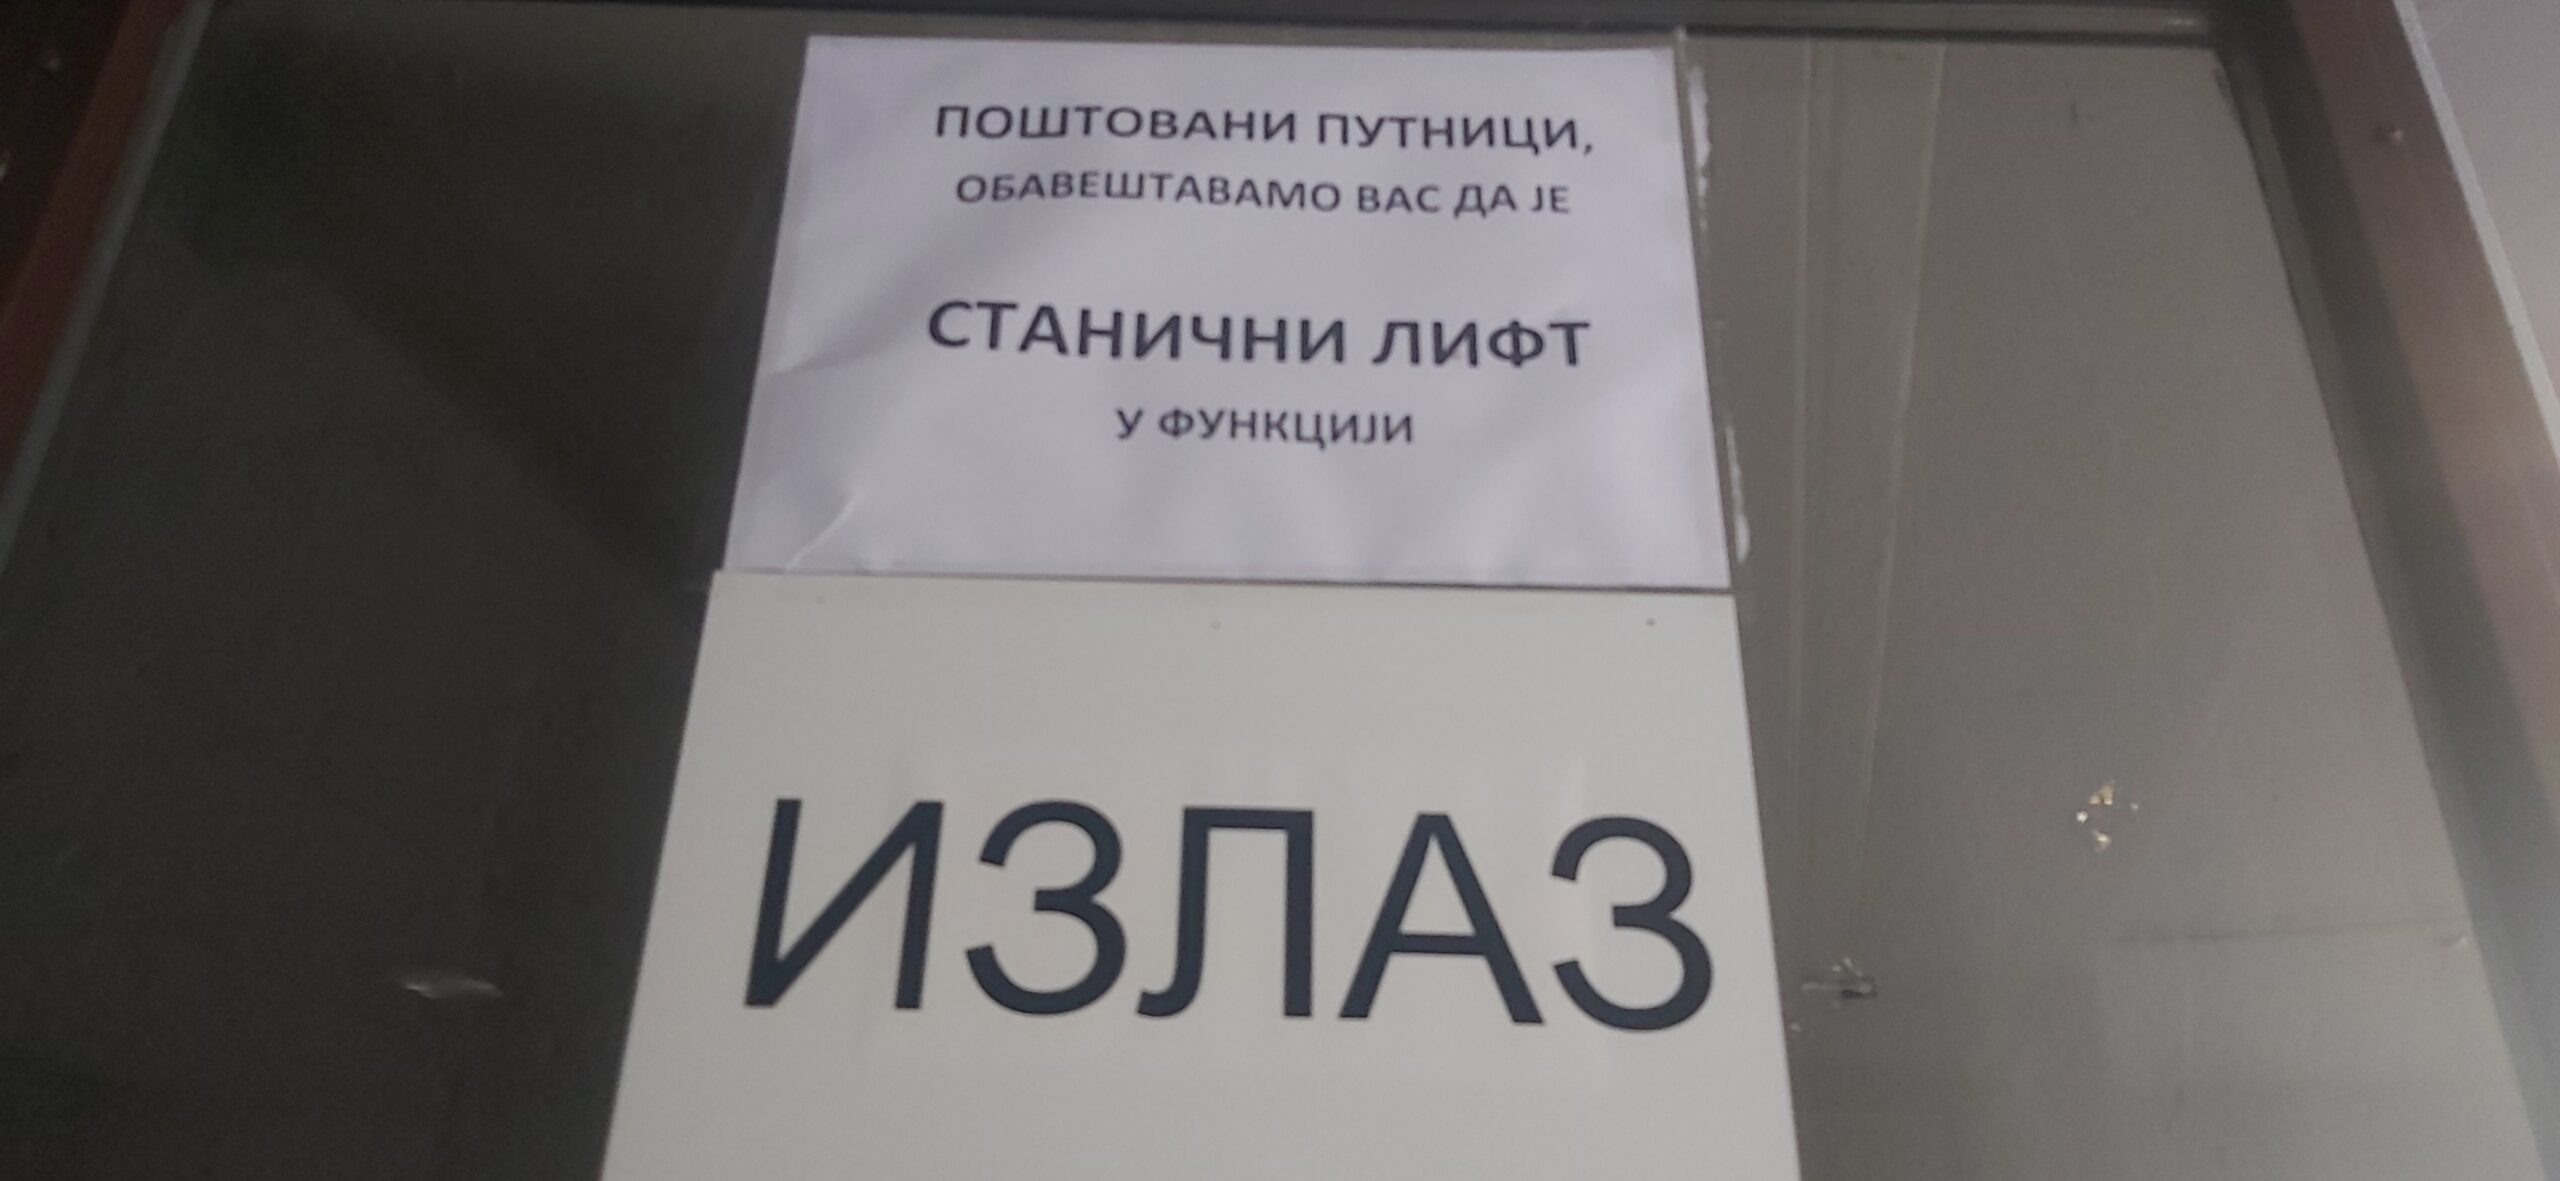 ПОШТОВАНИ ПУТНИЦИ,
ОБАВЕШТАВАМО ВАС ДА ЈЕ
СТАНИЧНИ ЛИФТ
У ФУНКЦИЈИ
ИЗЛАЗ